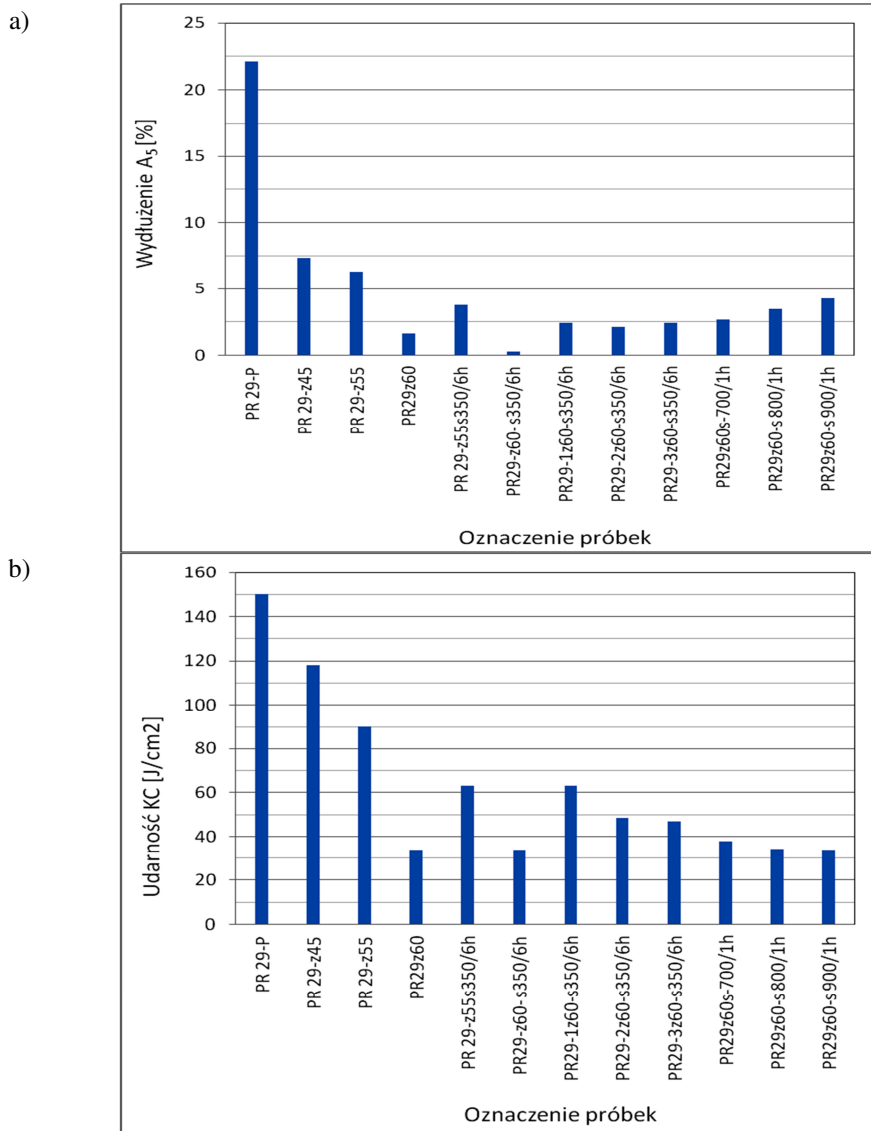 a)
25
20
15
10
5
0
Wydłużenie A5 [%]
PR 29-P
PR 29-z45
PR 29-z55
PR29z60
PR 29-z55s350/6h
PR29-z60-s350/6h
PR29-1z60-s350/6h
PR29-2z60-s350/6h
PR29-3z60-s350/6h
PR29z60s-700/1h
PR29z60-s800/1h
PR29z60-s900/1h
Oznaczenie próbek
b)
160
140
120
100
80
60
40
20
0
Udarność KC [J/cm2]
PR 29-P
PR 29-z45
PR 29-z55
PR29z60
PR 29-z55s350/6h
PR29-z60-s350/6h
PR29-1z60-s350/6h
PR29-2z60-s350/6h
PR29-3z60-s350/6h
PR29z60s-700/1h
PR29z60-s800/1h
PR29z60-s900/1h
Oznaczenie próbek